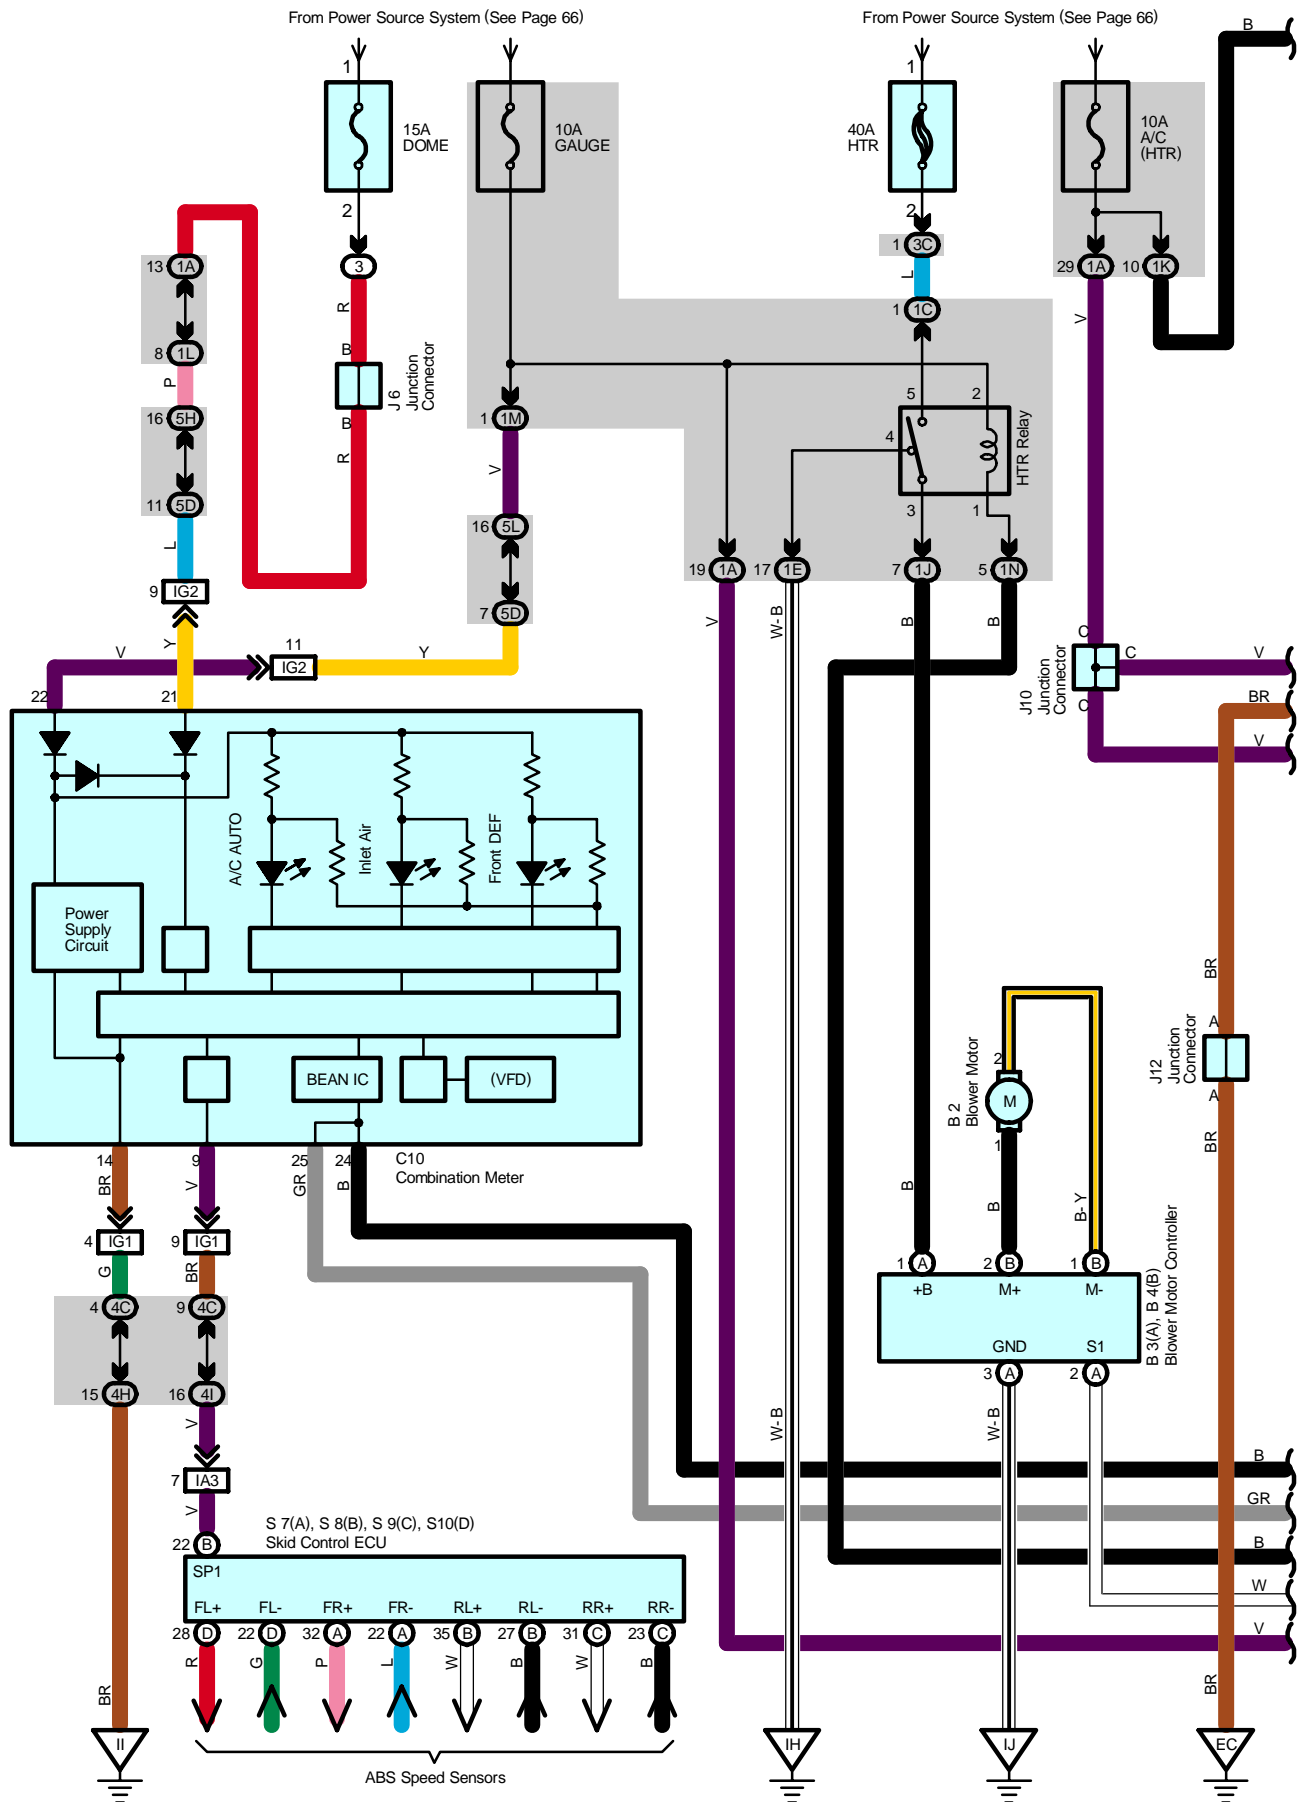 From Power Source System (See Page 66)
From Power Source System (See Page 66)
B
1
15A
DOME
2
10A
GAUGE
1
40A
HTR
2
10A
A/C
(HTR)
1 3C
13 1A
3
29 1A
10 1K
L
R
1 1C
V
8 1L
B
J 6
Junction
Connector
P
B
R
16 5H
1 1M
5
2
4
HTR Relay
3
1
V
11 5D
16 5L
L
19 1A
17 1E
7 1J
5 1N
9 IG2
7 5D
V
W-B
B
B
Y
V
11
IG2
Y
C
C
V
J10
Junction
Connector
C
BR
V
22
21
A/C AUTO
Inlet Air
Front DEF
Power
Supply
Circuit
BR
BEAN IC
(VFD)
2
B 2
Blower Motor
M
1
A
J12
Junction
Connector
A
BR
14
9
25
24
C10
Combination Meter
BR
V
GR
B
B
B
B-Y
4 IG1
9 IG1
1 A
2 B
1 B
G
BR
+B
M+
M-
B 3(A), B 4(B)
Blower Motor Controller
4 4C
9 4C
GND
S1
15 4H
16 4I
3 A
2 A
V
W-B
W-B
7 IA3
B
V
GR
S 7(A), S 8(B), S 9(C), S10(D)
Skid Control ECU
22 B
B
SP1
W
FL+
FL-
FR+
FR-
RL+
RL-
RR+
RR-
28 D
22 D
32 A
22 A
35 B
27 B
31 C
23 C
V
R
G
P
L
W
B
W
B
BR
BR
II
IH
IJ
EC
ABS Speed Sensors